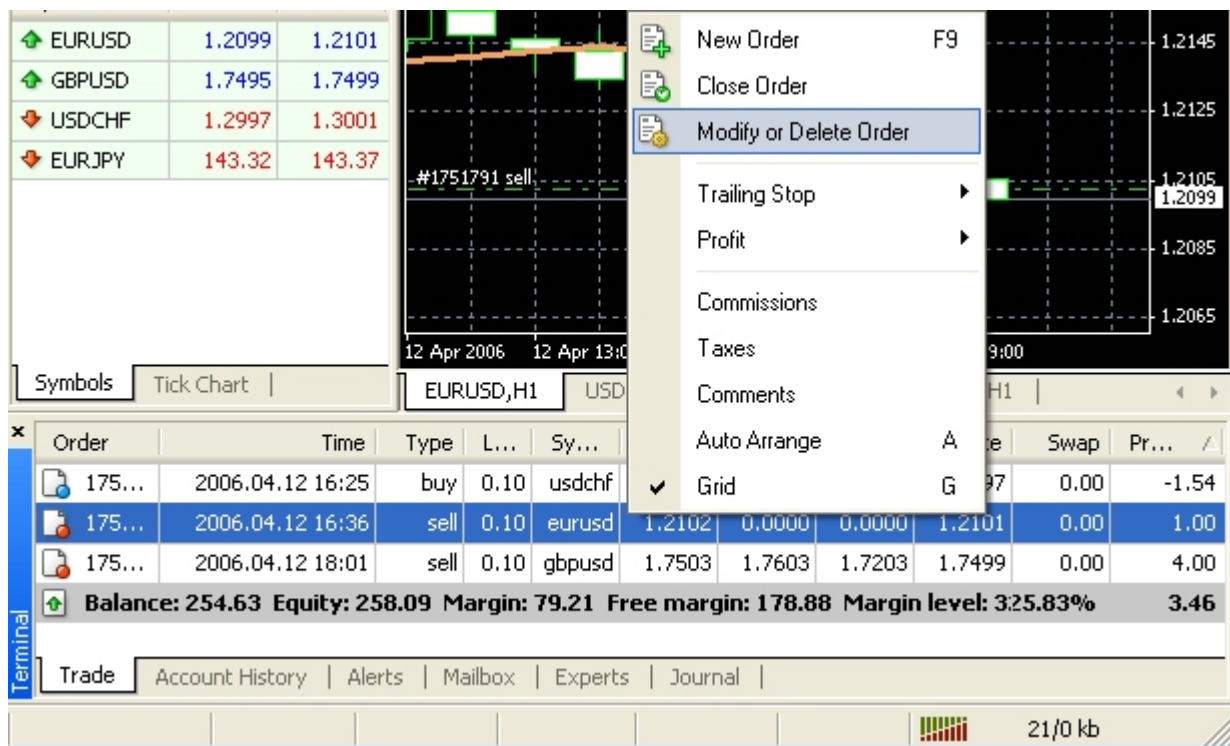 EURUSD 1.2099 1.2101
GBPUSD 1.7495 1.7499
USDCHF 1.2997 1.3001
EURJPY 143.32 143.37
Symbols Tick Chart
#1751791 sell
1.2145
1.2125
1.2105
1.2099
1.2085
1.2065
12 Apr 2006 12 Apr 13:0 9:00
EURUSD,H1 USD H1
New Order F9
Close Order
Modify or Delete Order
Trailing Stop
Profit
Commissions
Taxes
Comments
Auto Arrange A
Grid G
Order Time Type L... Sy... e Swap Pr... /
175... 2006.04.12 16:25 buy 0.10 usdchf 97 0.00 -1.54
175... 2006.04.12 16:36 sell 0.10 eurusd 1.2102 0.0000 0.0000 1.2101 0.00 1.00
175... 2006.04.12 18:01 sell 0.10 gbpusd 1.7503 1.7603 1.7203 1.7499 0.00 4.00
Balance: 254.63 Equity: 258.09 Margin: 79.21 Free margin: 178.88 Margin level: 325.83% 3.46
Terminal
Trade Account History Alerts Mailbox Experts Journal
21/0 kb